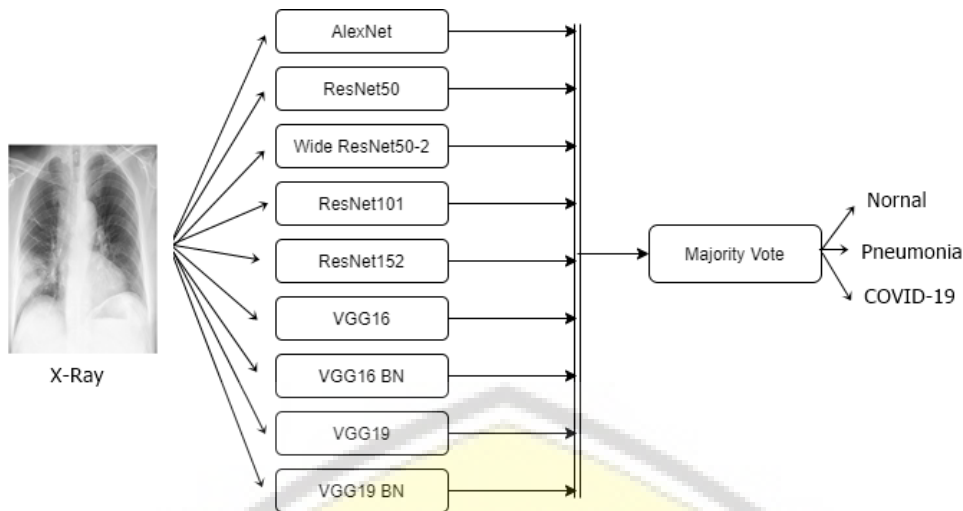 AlexNet
ResNet50
Wide ResNet50-2
ResNet101
ResNet152
VGG16
VGG16 BN
VGG19
VGG19 BN
X-Ray
Majority Vote
Nornal
Pneumonia
COVID-19